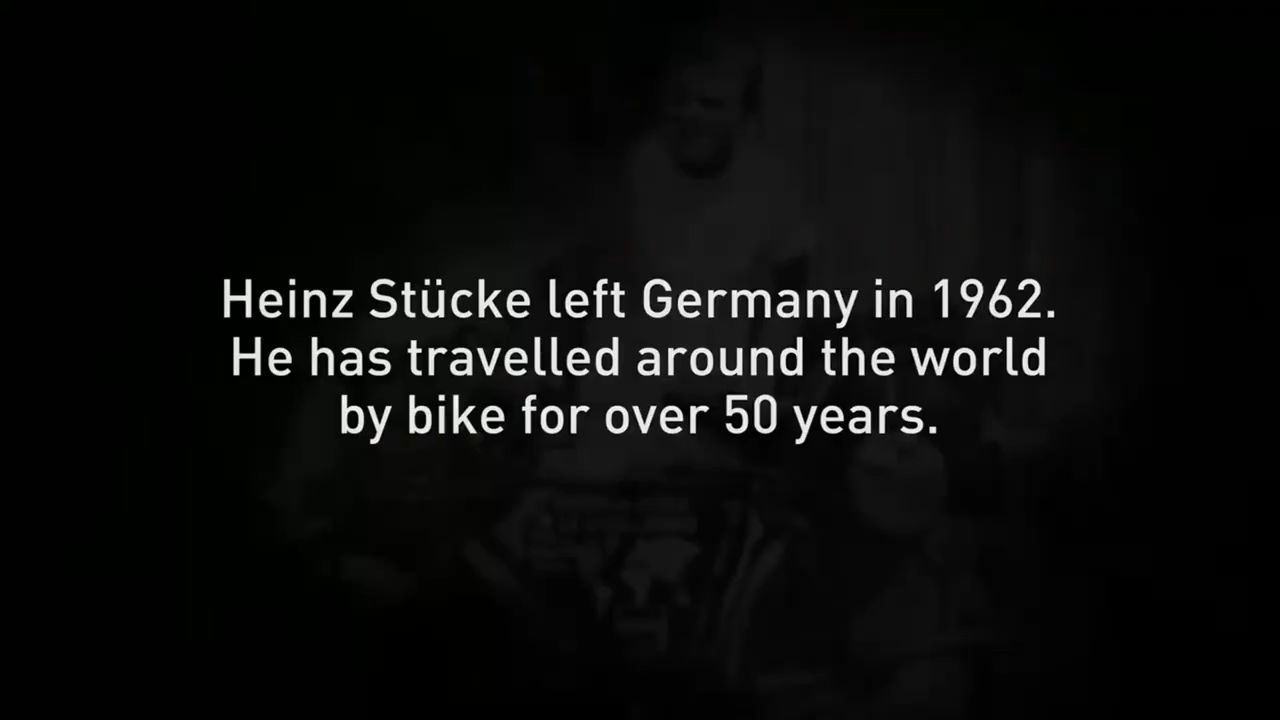 Heinz Stücke left Germany in 1962.
He has travelled around the world
by bike for over 50 years.